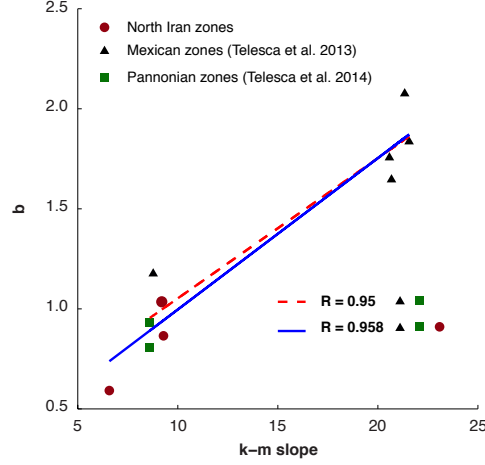 2.5
North Iran zones
Mexican zones (Telesca et al. 2013)
Pannonian zones (Telesca et al. 2014)
2.0
b
1.5
1.0
R = 0.95
R = 0.958
0.5
5 10 15 20 25
k−m slope